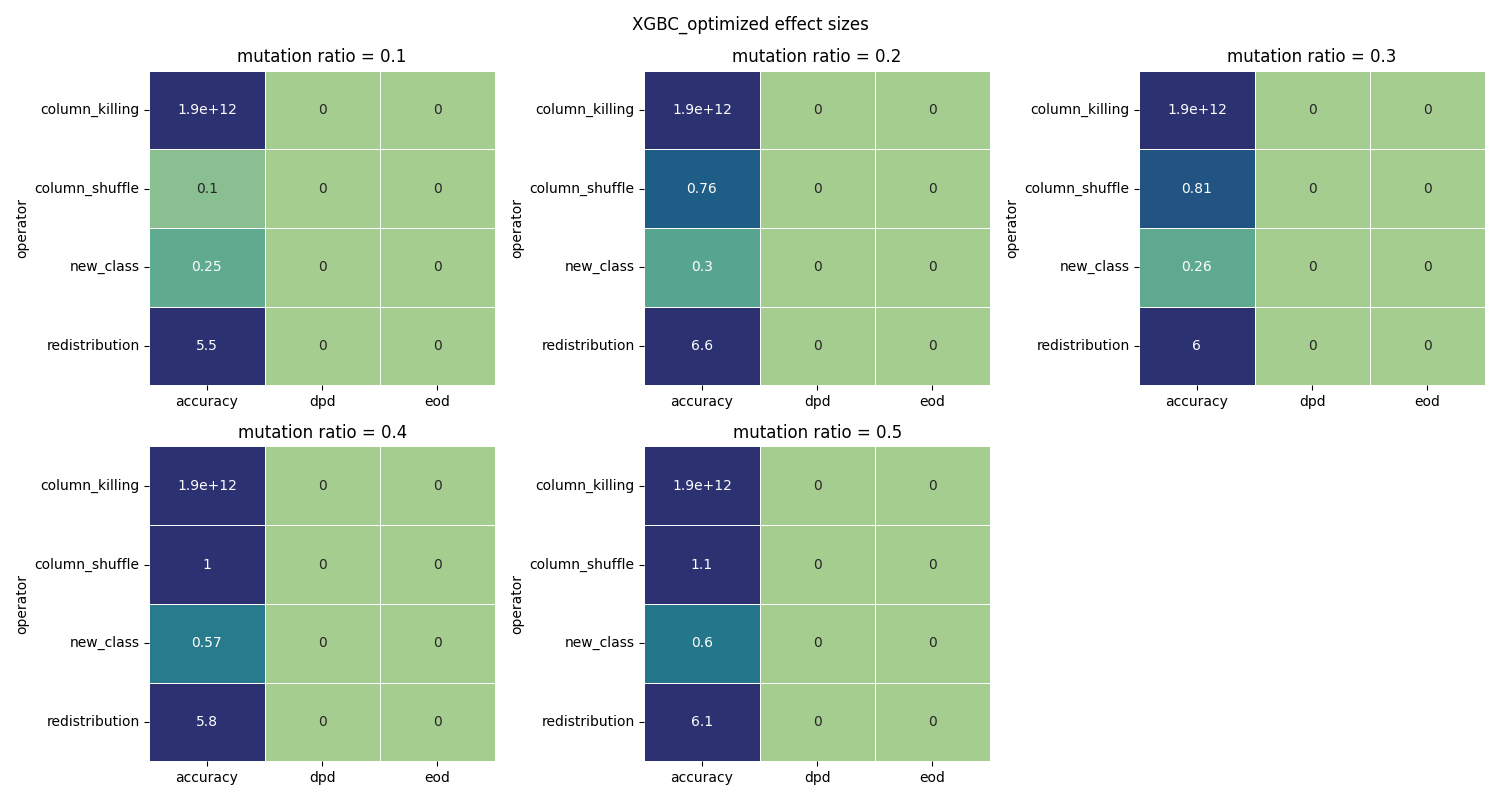 XGBC_optimized effect sizes
mutation ratio = 0.1
column_killing 1.9e+12 0 0
column_shuffle 0.1 0 0
new_class 0.25 0 0
redistribution 5.5 0 0
operator
accuracy dpd eod
mutation ratio = 0.2
column_killing 1.9e+12 0 0
column_shuffle 0.76 0 0
new_class 0.3 0 0
redistribution 6.6 0 0
operator
accuracy dpd eod
mutation ratio = 0.3
column_killing 1.9e+12 0 0
column_shuffle 0.81 0 0
new_class 0.26 0 0
redistribution 6 0 0
operator
accuracy dpd eod
mutation ratio = 0.4
column_killing 1.9e+12 0 0
column_shuffle 1 0 0
new_class 0.57 0 0
redistribution 5.8 0 0
operator
accuracy dpd eod
mutation ratio = 0.5
column_killing 1.9e+12 0 0
column_shuffle 1.1 0 0
new_class 0.6 0 0
redistribution 6.1 0 0
operator
accuracy dpd eod